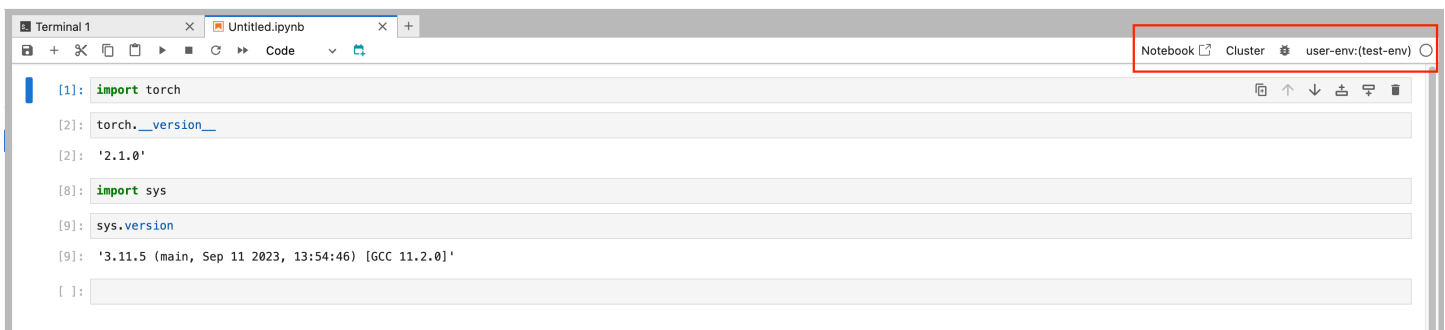 Terminal 1 Untitled.ipynb
Code Notebook Cluster user-env:(test-env)
[1]: import torch
[2]: torch.__version__
[2]: '2.1.0'
[8]: import sys
[9]: sys.version
[9]: '3.11.5 (main, Sep 11 2023, 13:54:46) [GCC 11.2.0]'
[ ]: